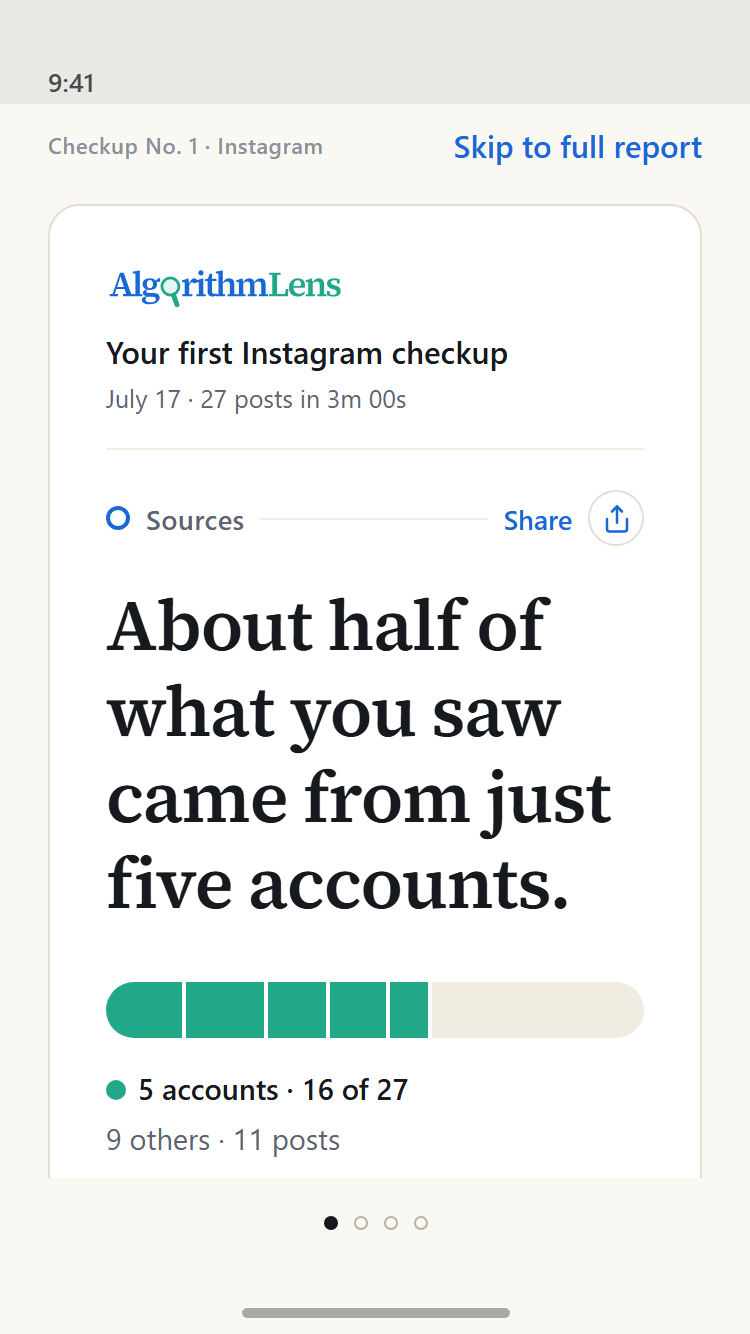 9:41
Checkup No. 1 · Instagram
Skip to full report
AlgorithmLens
Your first Instagram checkup
July 17 · 27 posts in 3m 00s
Sources
Share
About half of
what you saw
came from just
five accounts.
5 accounts · 16 of 27
9 others · 11 posts